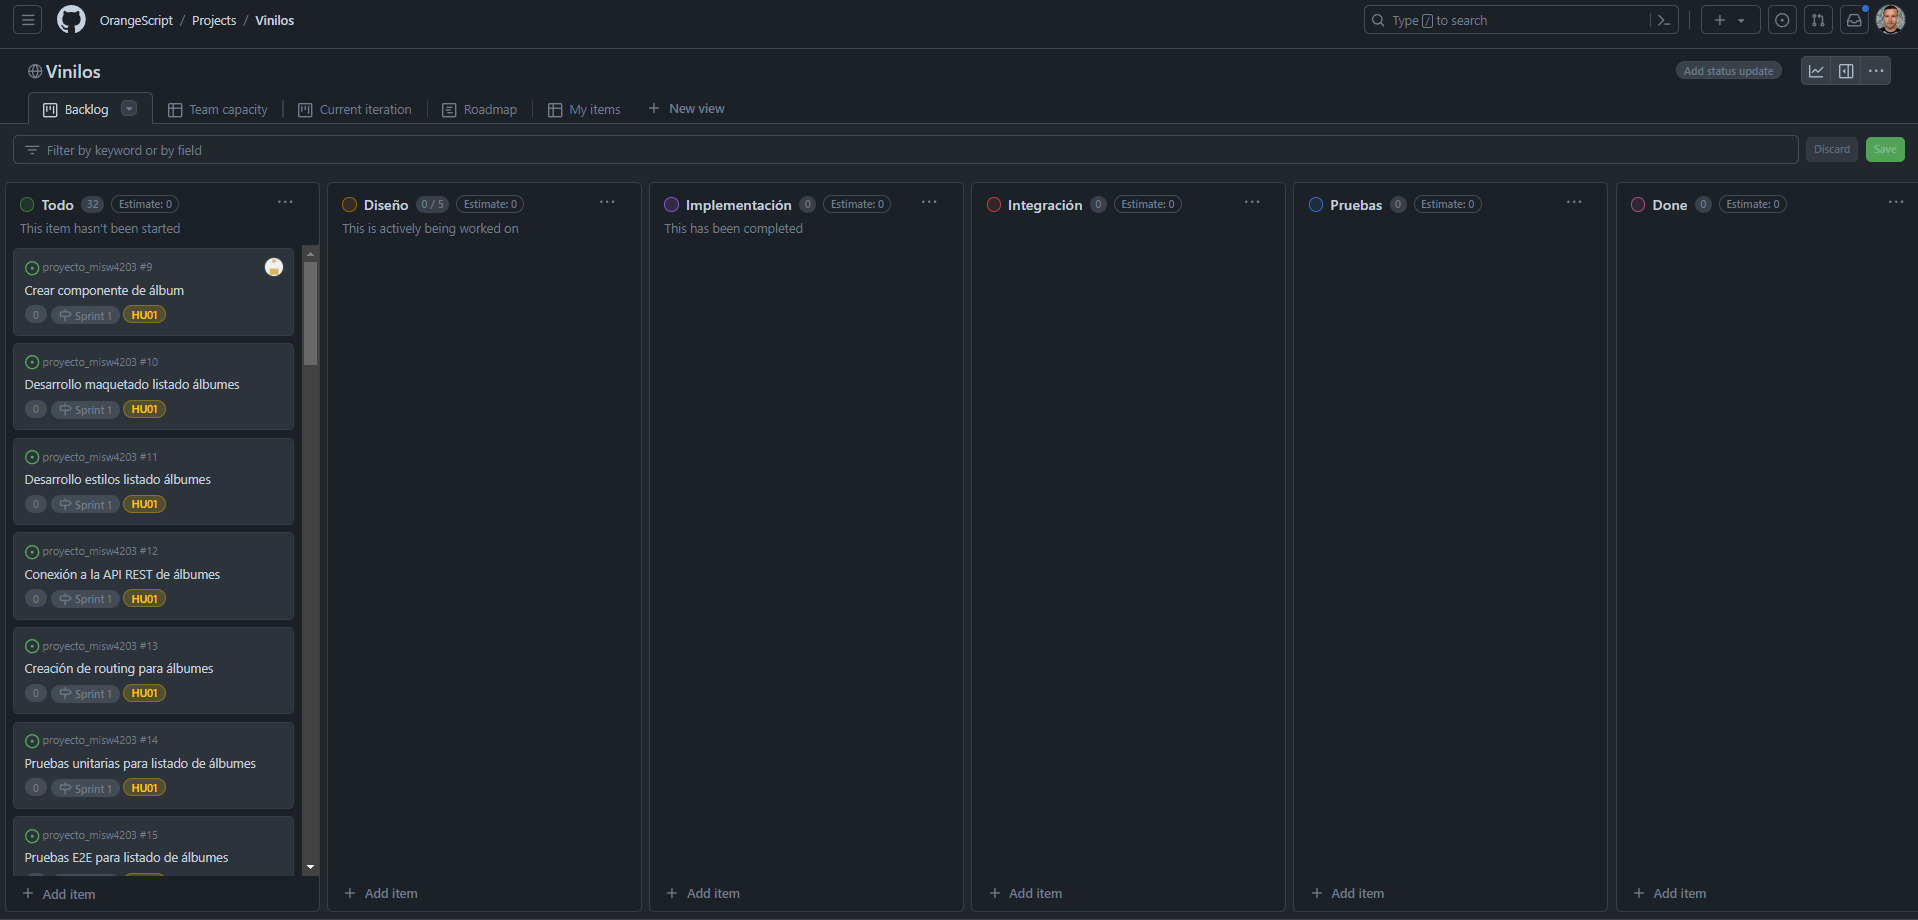 OrangeScript / Projects / Vinilos
Type / to search
Vinilos
Add status update
Backlog
Team capacity
Current iteration
Roadmap
My items
New view
Filter by keyword or by field
Discard
Save
Todo 32 Estimate: 0
This item hasn't been started
proyecto_misw4203 #9
Crear componente de álbum
0 Sprint 1 HU01
proyecto_misw4203 #10
Desarrollo maquetado listado álbumes
0 Sprint 1 HU01
proyecto_misw4203 #11
Desarrollo estilos listado álbumes
0 Sprint 1 HU01
proyecto_misw4203 #12
Conexión a la API REST de álbumes
0 Sprint 1 HU01
proyecto_misw4203 #13
Creación de routing para álbumes
0 Sprint 1 HU01
proyecto_misw4203 #14
Pruebas unitarias para listado de álbumes
0 Sprint 1 HU01
proyecto_misw4203 #15
Pruebas E2E para listado de álbumes
Add item
Diseño 0 / 5 Estimate: 0
This is actively being worked on
Add item
Implementación 0 Estimate: 0
This has been completed
Add item
Integración 0 Estimate: 0
Add item
Pruebas 0 Estimate: 0
Add item
Done 0 Estimate: 0
Add item